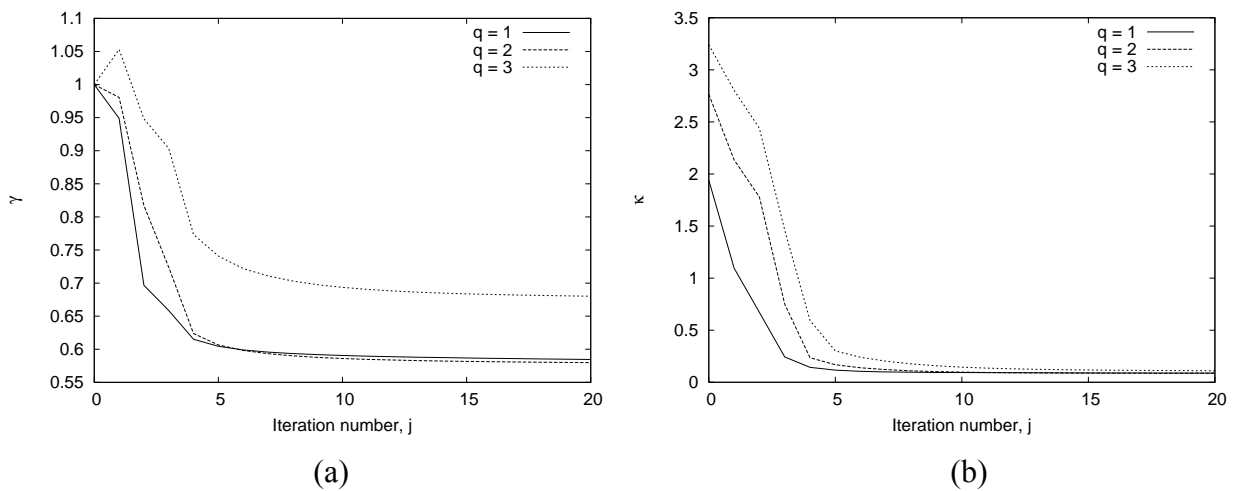 1.1
1.05
1
0.95
0.9
0.85
0.8
0.75
0.7
0.65
0.6
0.55
0 5 10 15 20
γ
Iteration number, j
q = 1
q = 2
q = 3
(a)
3.5
3
2.5
2
1.5
1
0.5
0
0 5 10 15 20
κ
Iteration number, j
q = 1
q = 2
q = 3
(b)